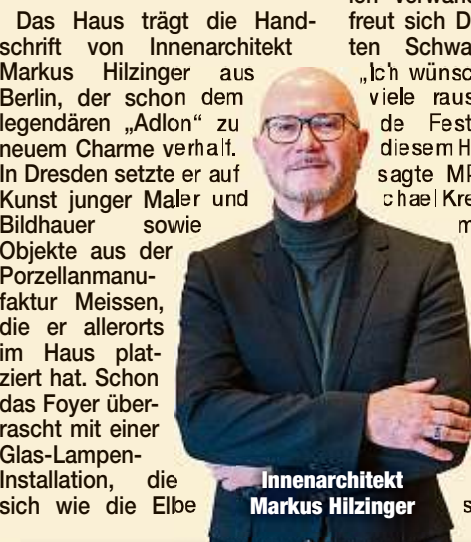 Das Haus trägt die Hand-
schrift von Innenarchitekt
Markus Hilzinger aus
Berlin, der schon dem
legendären „Adlon“ zu
neuem Charme verhalf.
In Dresden setzte er auf
Kunst junger Maler und
Bildhauer sowie
Objekte aus der
Porzellanmanu-
faktur Meissen,
die er allerorts
im Haus plat-
ziert hat. Schon
das Foyer über-
rascht mit einer
Glas-Lampen-
Installation, die
sich wie die Elbe
freut sich
ten Schwa
„Ich wünsc
viele raus
de Fest
diesem H
sagte
chael Kre
Innenarchitekt
Markus Hilzinger